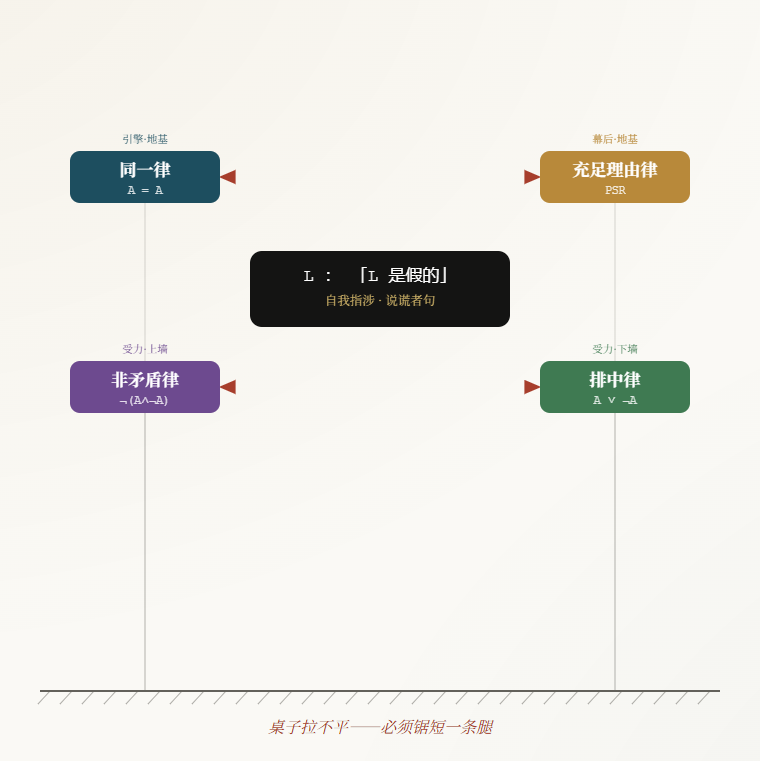 引擎·地基
同一律
A = A
幕后·地基
充足理由律
PSR
L : 「L 是假的」
自我指涉 · 说谎者句
受力·上墙
非矛盾律
¬(A∧¬A)
受力·下墙
排中律
A ∨ ¬A
桌子拉不平——必须锯短一条腿